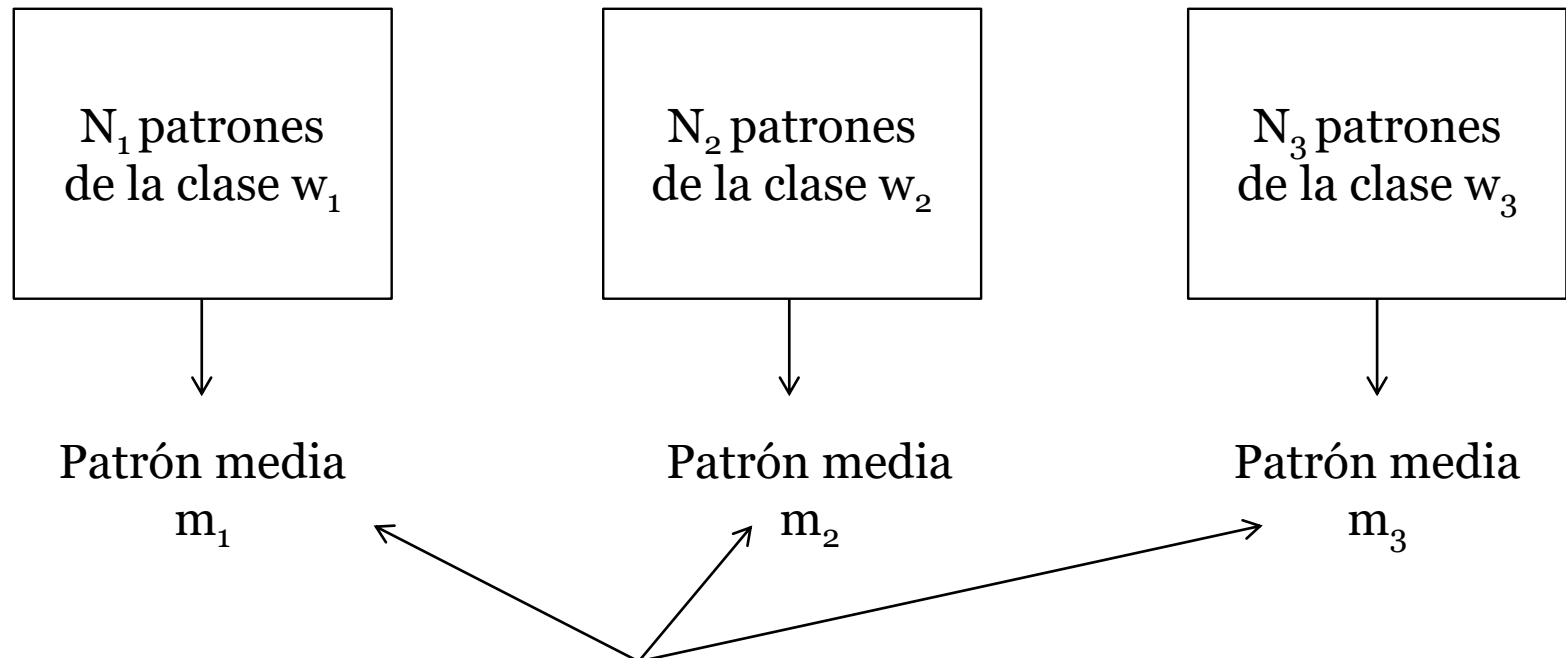 N₁ patrones
de la clase w₁
N₂ patrones
de la clase w₂
N₃ patrones
de la clase w₃
Patrón media
m₁
Patrón media
m₂
Patrón media
m₃